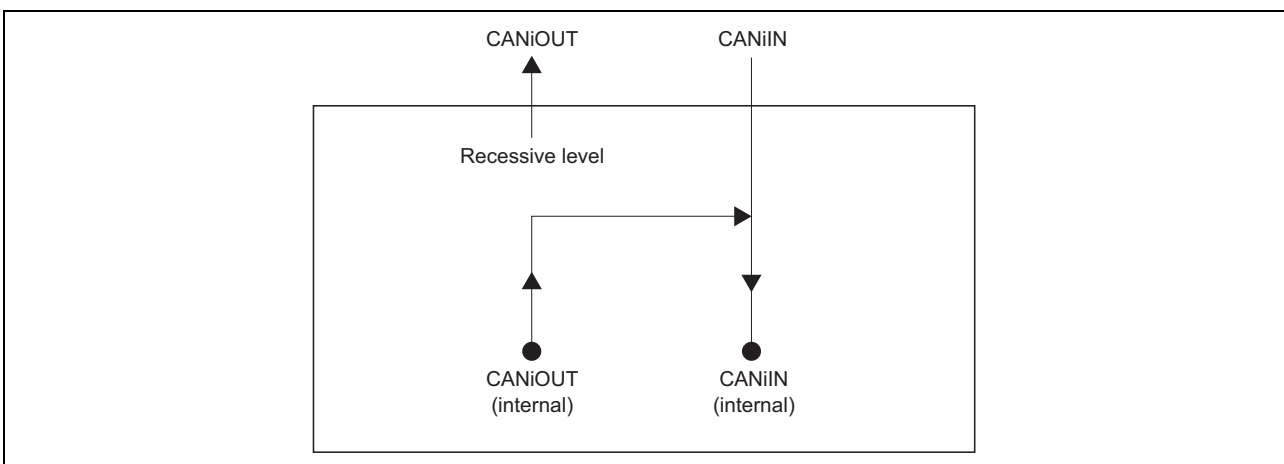 CANiOUT
CANiIN
Recessive level
CANiOUT
(internal)
CANiIN
(internal)